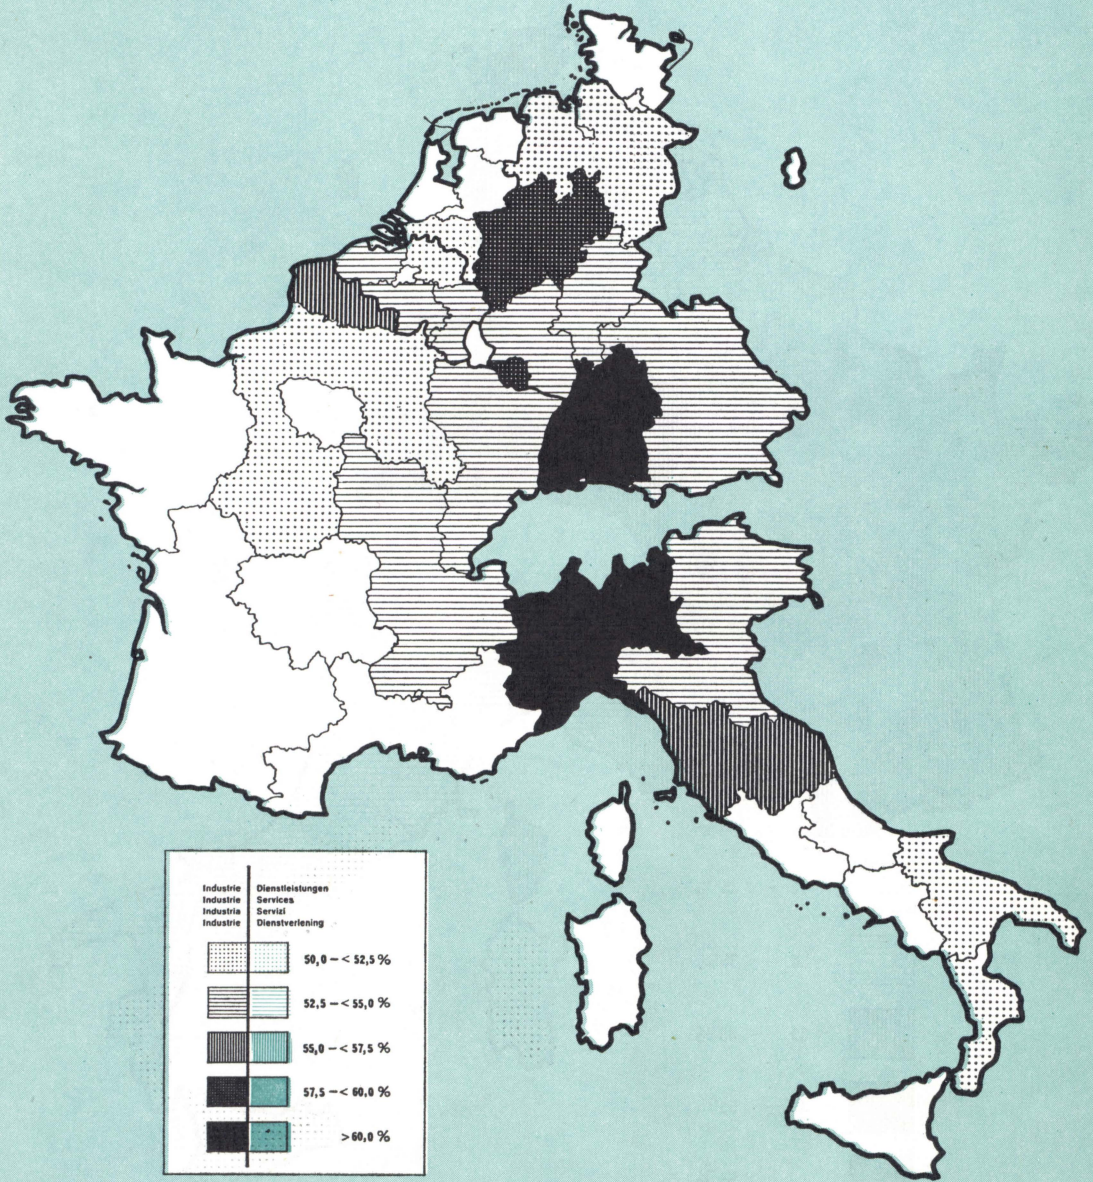 Industrie Dienstleistungen
Industrie Services
Industria Servizi
Industrie Dienstverlening
50,0 – < 52,5 %
52,5 – < 55,0 %
55,0 – < 57,5 %
57,5 – < 60,0 %
> 60,0 %